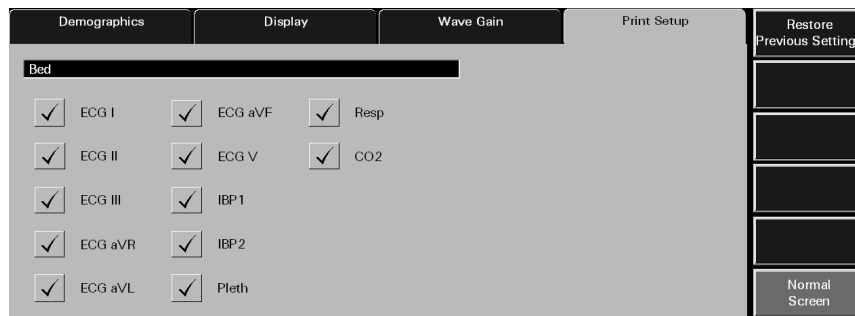 Demographics
Display
Wave Gain
Print Setup
Restore
Previous Setting
Bed
ECG I
ECG aVF
Resp
ECG II
ECG V
CO2
ECG III
IBP1
ECG aVR
IBP2
ECG aVL
Pleth
Normal
Screen